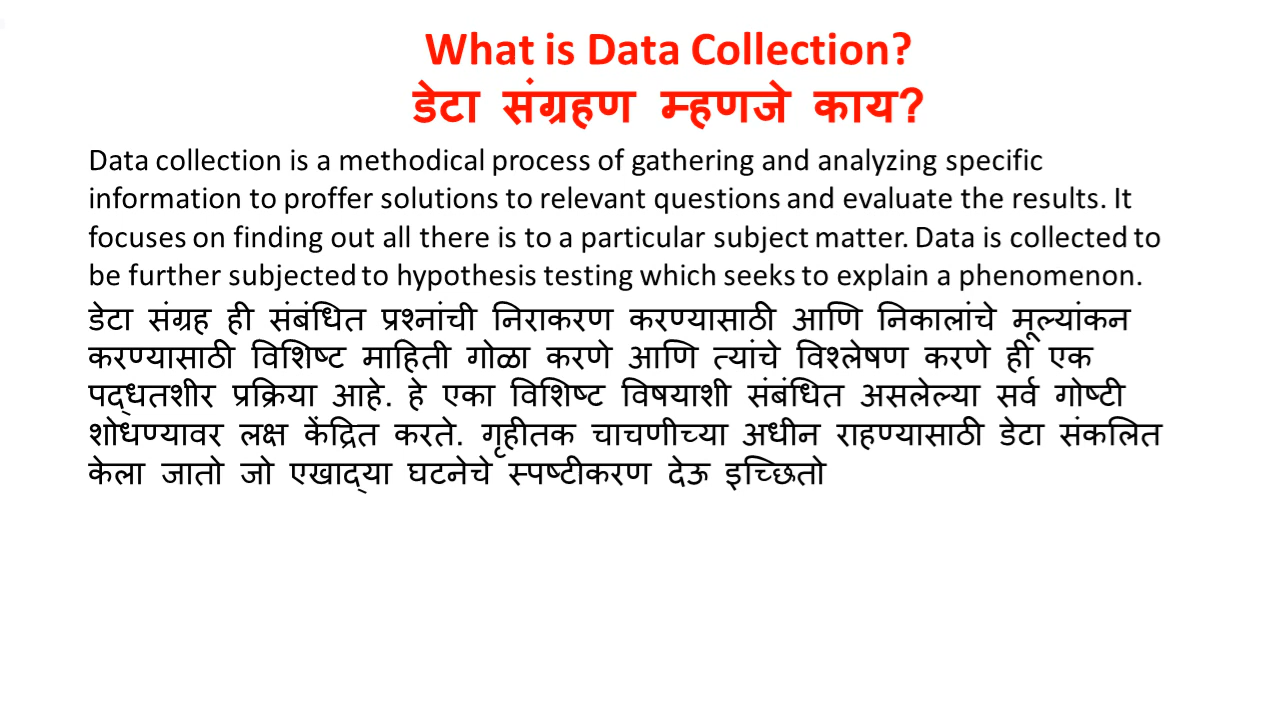 What is Data Collection?
डेटा संग्रहण म्हणजे काय?
Data collection is a methodical process of gathering and analyzing specific
information to proffer solutions to relevant questions and evaluate the results. It
focuses on finding out all there is to a particular subject matter. Data is collected to
be further subjected to hypothesis testing which seeks to explain a phenomenon.
डेटा संग्रह ही संबंधित प्रश्नांची निराकरण करण्यासाठी आणि निकालांचे मूल्यांकन
करण्यासाठी विशिष्ट माहिती गोळा करणे आणि त्यांचे विश्लेषण करणे ही एक
पद्धतशीर प्रक्रिया आहे. हे एका विशिष्ट विषयाशी संबंधित असलेल्या सर्व गोष्टी
शोधण्यावर लक्ष केंद्रित करते. गृहीतक चाचणीच्या अधीन राहण्यासाठी डेटा संकलित
केला जातो जो एखाद्या घटनेचे स्पष्टीकरण देऊ इच्छितो